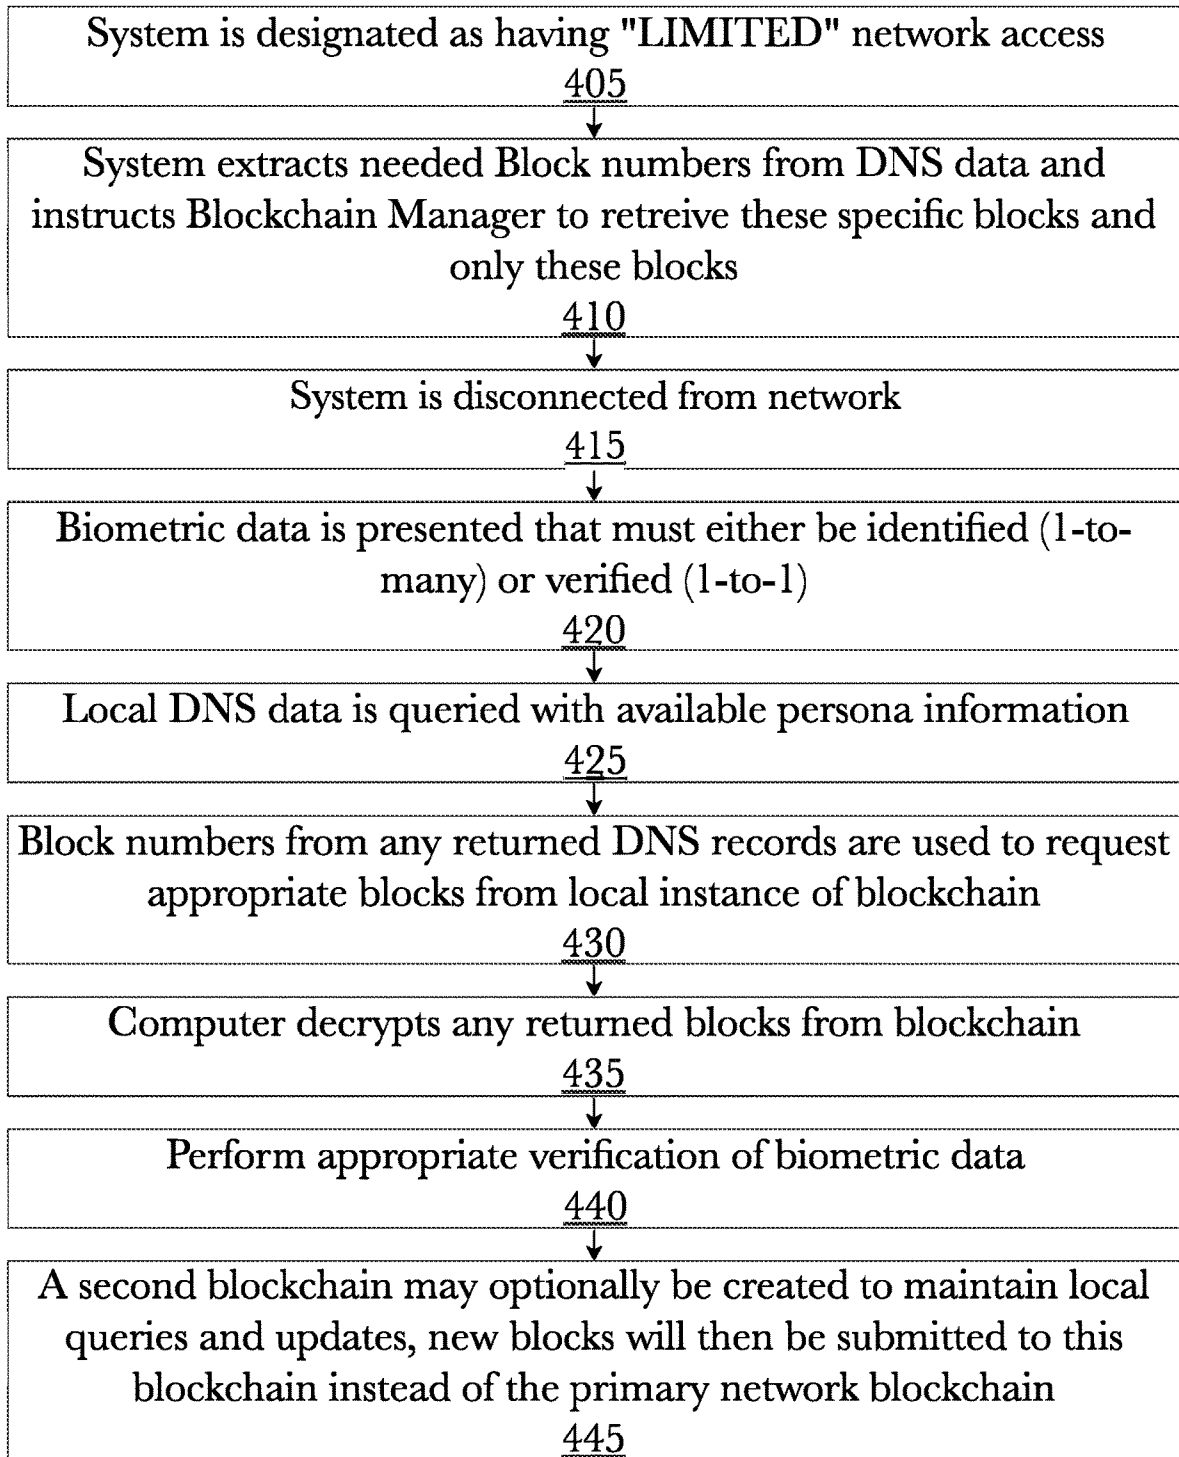 System is designated as having "LIMITED" network access
405
System extracts needed Block numbers from DNS data and
instructs Blockchain Manager to retreive these specific blocks and
only these blocks
410
System is disconnected from network
415
Biometric data is presented that must either be identified (1-to-
many) or verified (1-to-1)
420
Local DNS data is queried with available persona information
425
Block numbers from any returned DNS records are used to request
appropriate blocks from local instance of blockchain
430
Computer decrypts any returned blocks from blockchain
435
Perform appropriate verification of biometric data
440
A second blockchain may optionally be created to maintain local
queries and updates, new blocks will then be submitted to this
blockchain instead of the primary network blockchain
445